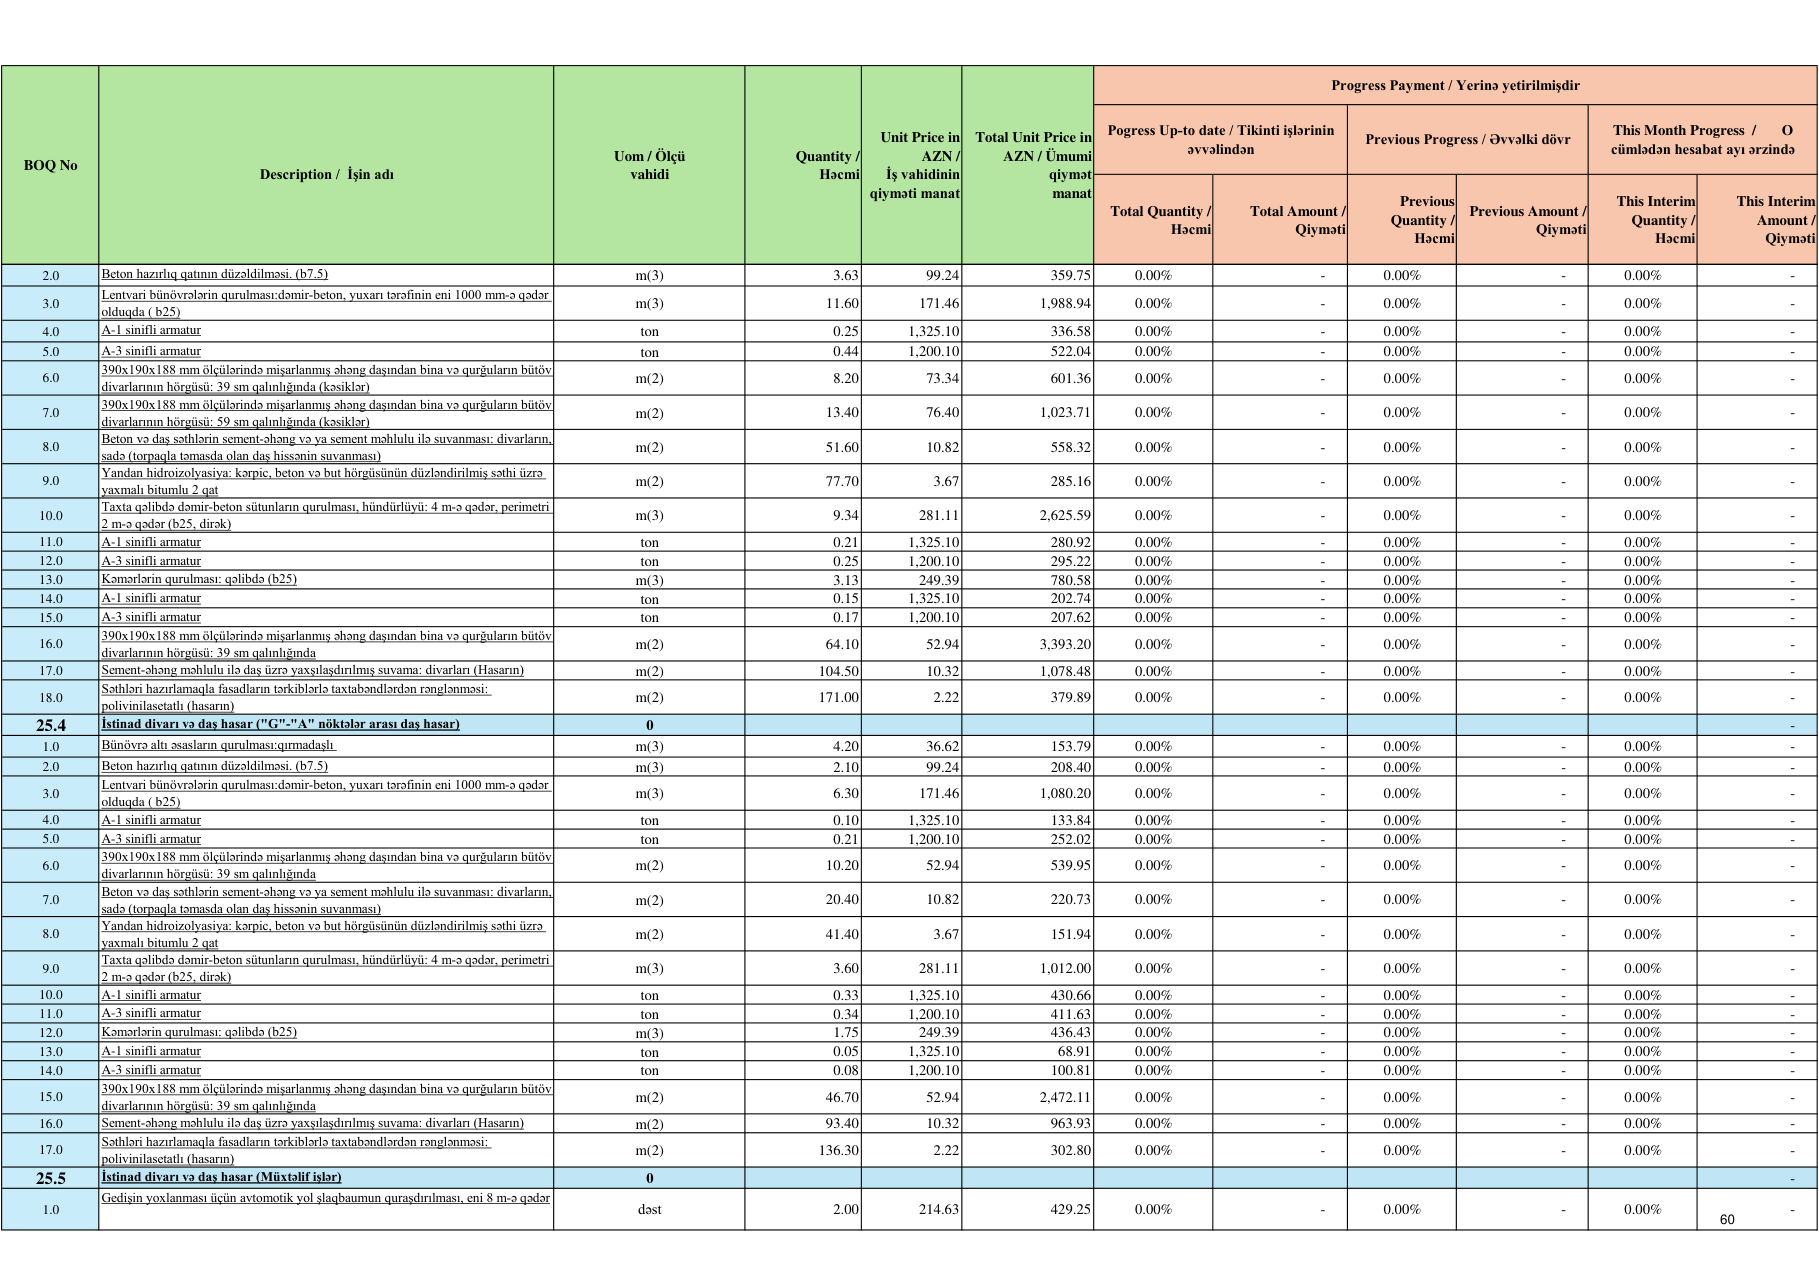 BOQ No
Description / İşin adı
Uom / Ölçü
vahidi
Quantity /
Həcmi
Unit Price in
AZN /
İş vahidinin
qiyməti manat
Total Unit Price in
AZN / Ümumi
qiymət
manat
Progress Payment / Yerinə yetirilmişdir
Pogress Up-to date / Tikinti işlərinin
əvvəlindən
Previous Progress / Əvvəlki dövr
This Month Progress / O
cümlədən hesabat ayı ərzində
Total Quantity /
Həcmi
Total Amount /
Qiyməti
Previous
Quantity /
Həcmi
Previous Amount /
Qiyməti
This Interim
Quantity /
Həcmi
This Interim
Amount /
Qiyməti
2.0 Beton hazırlıq qatının düzəldilməsi. (b7.5) m(3) 3.63 99.24 359.75 0.00% - 0.00% - 0.00% -
3.0 Lentvari bünövrələrin qurulması:dəmir-beton, yuxarı tərəfinin eni 1000 mm-ə qədər
olduqda ( b25) m(3) 11.60 171.46 1,988.94 0.00% - 0.00% - 0.00% -
4.0 A-1 sinifli armatur ton 0.25 1,325.10 336.58 0.00% - 0.00% - 0.00% -
5.0 A-3 sinifli armatur ton 0.44 1,200.10 522.04 0.00% - 0.00% - 0.00% -
6.0 390x190x188 mm ölçülərində mişarlanmış əhəng daşından bina və qurğuların bütöv
divarlarının hörgüsü: 39 sm qalınlığında (kəsiklər) m(2) 8.20 73.34 601.36 0.00% - 0.00% - 0.00% -
7.0 390x190x188 mm ölçülərində mişarlanmış əhəng daşından bina və qurğuların bütöv
divarlarının hörgüsü: 59 sm qalınlığında (kəsiklər) m(2) 13.40 76.40 1,023.71 0.00% - 0.00% - 0.00% -
8.0 Beton və daş səthlərin sement-əhəng və ya sement məhlulu ilə suvanması: divarların,
sadə (torpaqla təmasda olan daş hissənin suvanması) m(2) 51.60 10.82 558.32 0.00% - 0.00% - 0.00% -
9.0 Yandan hidroizolyasiya: kərpic, beton və but hörgüsünün düzləndirilmiş səthi üzrə
yaxmalı bitumlu 2 qat m(2) 77.70 3.67 285.16 0.00% - 0.00% - 0.00% -
10.0 Taxta qəlibdə dəmir-beton sütunların qurulması, hündürlüyü: 4 m-ə qədər, perimetri
2 m-ə qədər (b25, dirək) m(3) 9.34 281.11 2,625.59 0.00% - 0.00% - 0.00% -
11.0 A-1 sinifli armatur ton 0.21 1,325.10 280.92 0.00% - 0.00% - 0.00% -
12.0 A-3 sinifli armatur ton 0.25 1,200.10 295.22 0.00% - 0.00% - 0.00% -
13.0 Kəmərlərin qurulması: qəlibdə (b25) m(3) 3.13 249.39 780.58 0.00% - 0.00% - 0.00% -
14.0 A-1 sinifli armatur ton 0.15 1,325.10 202.74 0.00% - 0.00% - 0.00% -
15.0 A-3 sinifli armatur ton 0.17 1,200.10 207.62 0.00% - 0.00% - 0.00% -
16.0 390x190x188 mm ölçülərində mişarlanmış əhəng daşından bina və qurğuların bütöv
divarlarının hörgüsü: 39 sm qalınlığında m(2) 64.10 52.94 3,393.20 0.00% - 0.00% - 0.00% -
17.0 Sement-əhəng məhlulu ilə daş üzrə yaxşılaşdırılmış suvama: divarları (Hasarın) m(2) 104.50 10.32 1,078.48 0.00% - 0.00% - 0.00% -
18.0 Səthləri hazırlamaqla fasadların tərkiblərlə taxtabəndlərdən rənglənməsi:
polivinilasetatlı (hasarın) m(2) 171.00 2.22 379.89 0.00% - 0.00% - 0.00% -
25.4 İstinad divarı və daş hasar ("G"-"A" nöktələr arası daş hasar) 0 -
1.0 Bünövrə altı əsasların qurulması:qırmadaşlı m(3) 4.20 36.62 153.79 0.00% - 0.00% - 0.00% -
2.0 Beton hazırlıq qatının düzəldilməsi. (b7.5) m(3) 2.10 99.24 208.40 0.00% - 0.00% - 0.00% -
3.0 Lentvari bünövrələrin qurulması:dəmir-beton, yuxarı tərəfinin eni 1000 mm-ə qədər
olduqda ( b25) m(3) 6.30 171.46 1,080.20 0.00% - 0.00% - 0.00% -
4.0 A-1 sinifli armatur ton 0.10 1,325.10 133.84 0.00% - 0.00% - 0.00% -
5.0 A-3 sinifli armatur ton 0.21 1,200.10 252.02 0.00% - 0.00% - 0.00% -
6.0 390x190x188 mm ölçülərində mişarlanmış əhəng daşından bina və qurğuların bütöv
divarlarının hörgüsü: 39 sm qalınlığında m(2) 10.20 52.94 539.95 0.00% - 0.00% - 0.00% -
7.0 Beton və daş səthlərin sement-əhəng və ya sement məhlulu ilə suvanması: divarların,
sadə (torpaqla təmasda olan daş hissənin suvanması) m(2) 20.40 10.82 220.73 0.00% - 0.00% - 0.00% -
8.0 Yandan hidroizolyasiya: kərpic, beton və but hörgüsünün düzləndirilmiş səthi üzrə
yaxmalı bitumlu 2 qat m(2) 41.40 3.67 151.94 0.00% - 0.00% - 0.00% -
9.0 Taxta qəlibdə dəmir-beton sütunların qurulması, hündürlüyü: 4 m-ə qədər, perimetri
2 m-ə qədər (b25, dirək) m(3) 3.60 281.11 1,012.00 0.00% - 0.00% - 0.00% -
10.0 A-1 sinifli armatur ton 0.33 1,325.10 430.66 0.00% - 0.00% - 0.00% -
11.0 A-3 sinifli armatur ton 0.34 1,200.10 411.63 0.00% - 0.00% - 0.00% -
12.0 Kəmərlərin qurulması: qəlibdə (b25) m(3) 1.75 249.39 436.43 0.00% - 0.00% - 0.00% -
13.0 A-1 sinifli armatur ton 0.05 1,325.10 68.91 0.00% - 0.00% - 0.00% -
14.0 A-3 sinifli armatur ton 0.08 1,200.10 100.81 0.00% - 0.00% - 0.00% -
15.0 390x190x188 mm ölçülərində mişarlanmış əhəng daşından bina və qurğuların bütöv
divarlarının hörgüsü: 39 sm qalınlığında m(2) 46.70 52.94 2,472.11 0.00% - 0.00% - 0.00% -
16.0 Sement-əhəng məhlulu ilə daş üzrə yaxşılaşdırılmış suvama: divarları (Hasarın) m(2) 93.40 10.32 963.93 0.00% - 0.00% - 0.00% -
17.0 Səthləri hazırlamaqla fasadların tərkiblərlə taxtabəndlərdən rənglənməsi:
polivinilasetatlı (hasarın) m(2) 136.30 2.22 302.80 0.00% - 0.00% - 0.00% -
25.5 İstinad divarı və daş hasar (Müxtəlif işlər) 0 -
1.0 Gedişin yoxlanması üçün avtomotik yol şlaqbaumun quraşdırılması, eni 8 m-ə qədər dəst 2.00 214.63 429.25 0.00% - 0.00% - 0.00% -
60